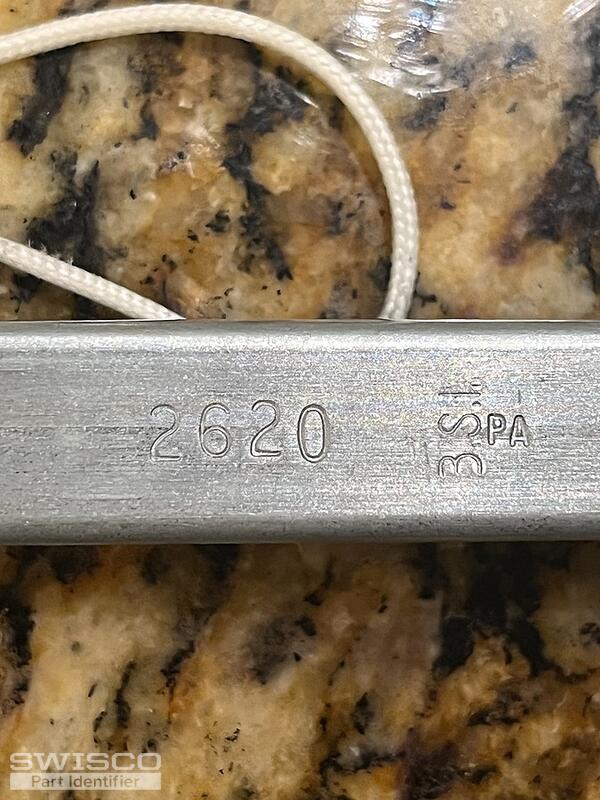 2620
B.S.I.
PA
SWISCO
Part Identifier